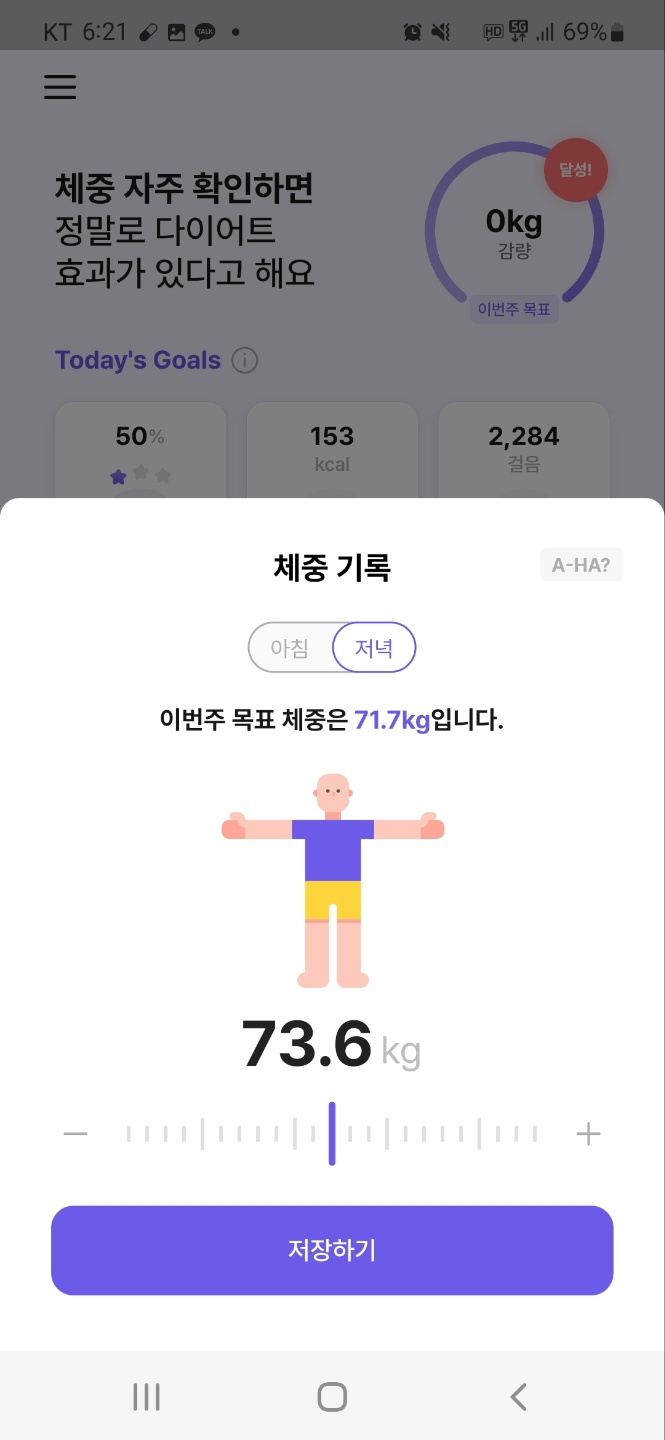 KT 6:21 TALK HD 5G 69%
체중 자주 확인하면
정말로 다이어트
효과가 있다고 해요
달성!
0kg
감량
이번주 목표
Today's Goals
50% 153 2,284
kcal 걸음
체중 기록
A-HA?
아침 저녁
이번주 목표 체중은 71.7kg입니다.
73.6 kg
저장하기